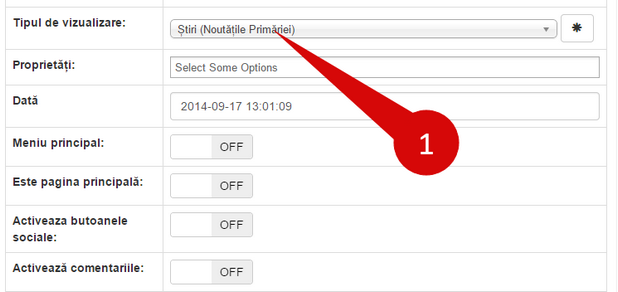 Tipul de vizualizare:
Știri (Noutățile Primăriei)
Proprietăți:
Select Some Options
Dată
2014-09-17 13:01:09
1
Meniu principal:
OFF
Este pagina principală:
OFF
Activeaza butoanele
sociale:
OFF
Activează comentariile:
OFF